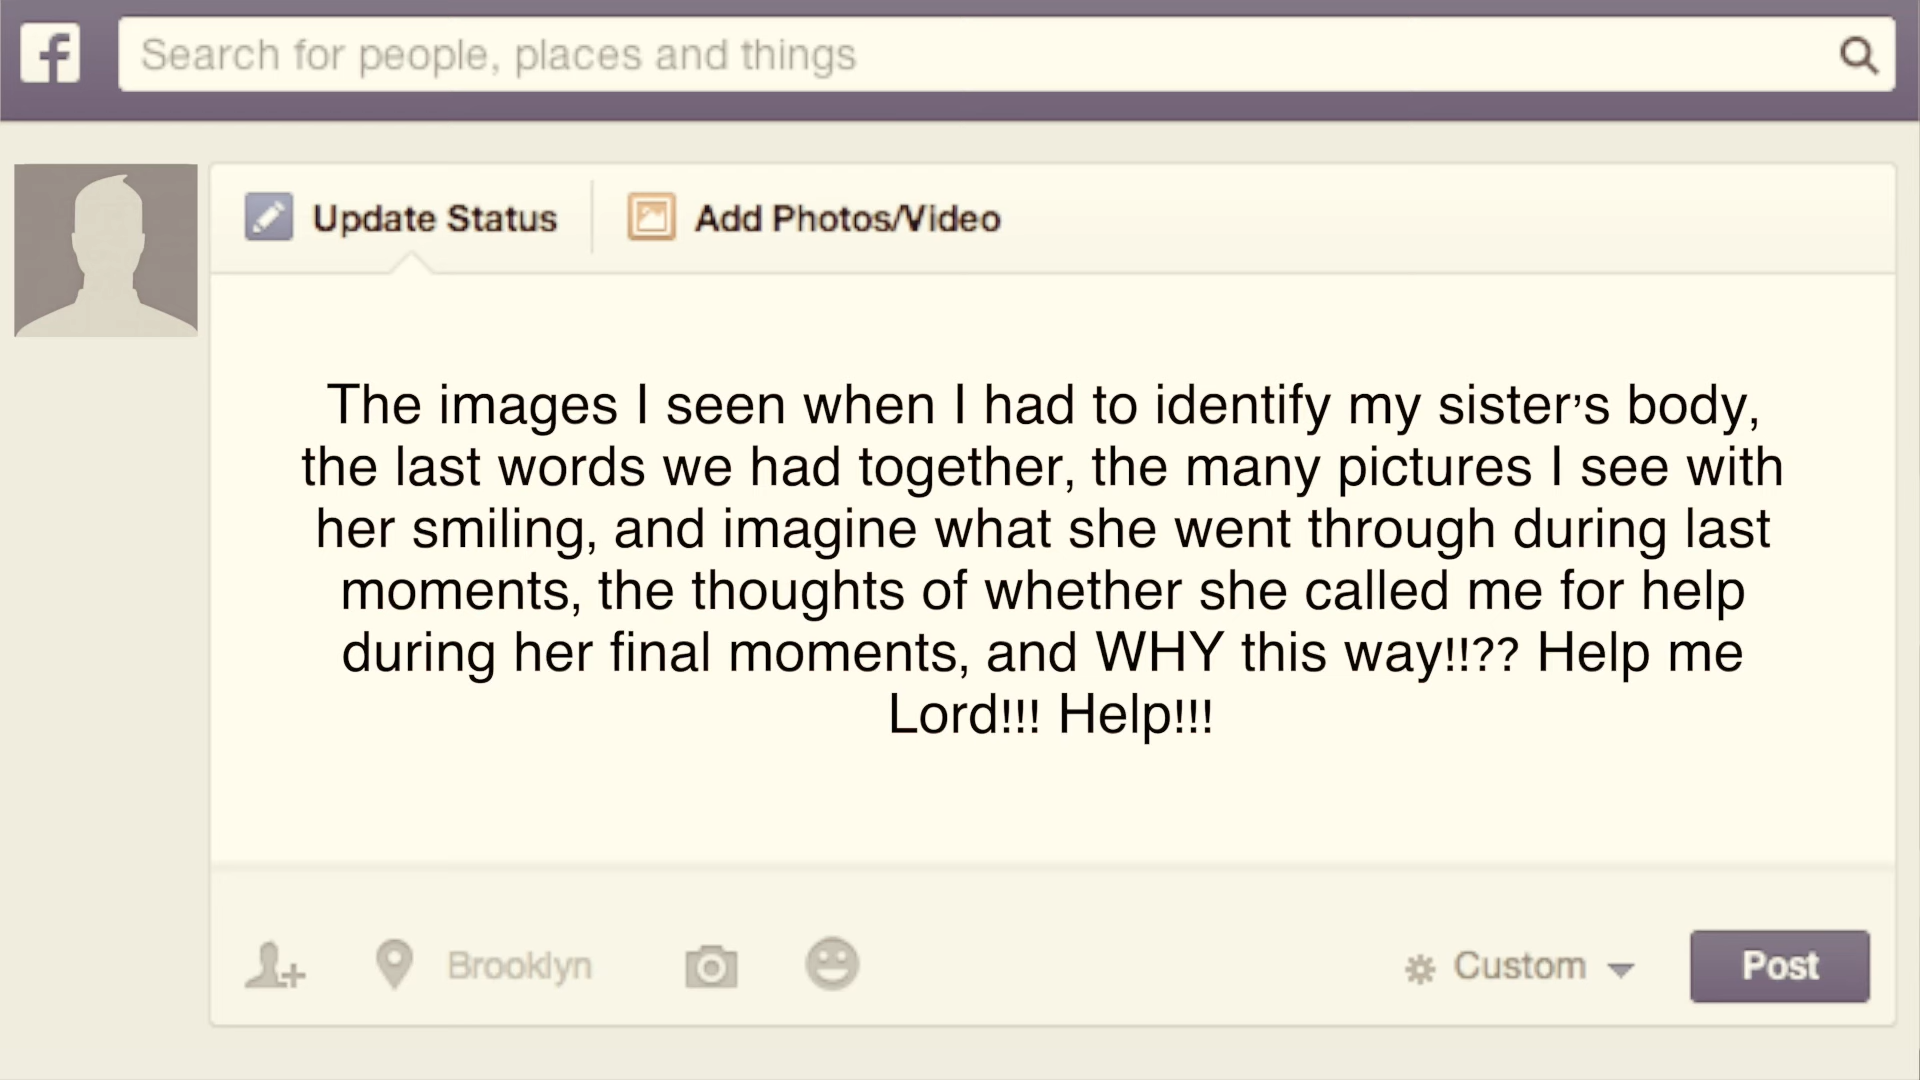 f
Search for people, places and things
Update Status
Add Photos/Video
The images I seen when I had to identify my sister's body,
the last words we had together, the many pictures I see with
her smiling, and imagine what she went through during last
moments, the thoughts of whether she called me for help
during her final moments, and WHY this way!!?? Help me
Lord!!! Help!!!
Brooklyn
Custom
Post